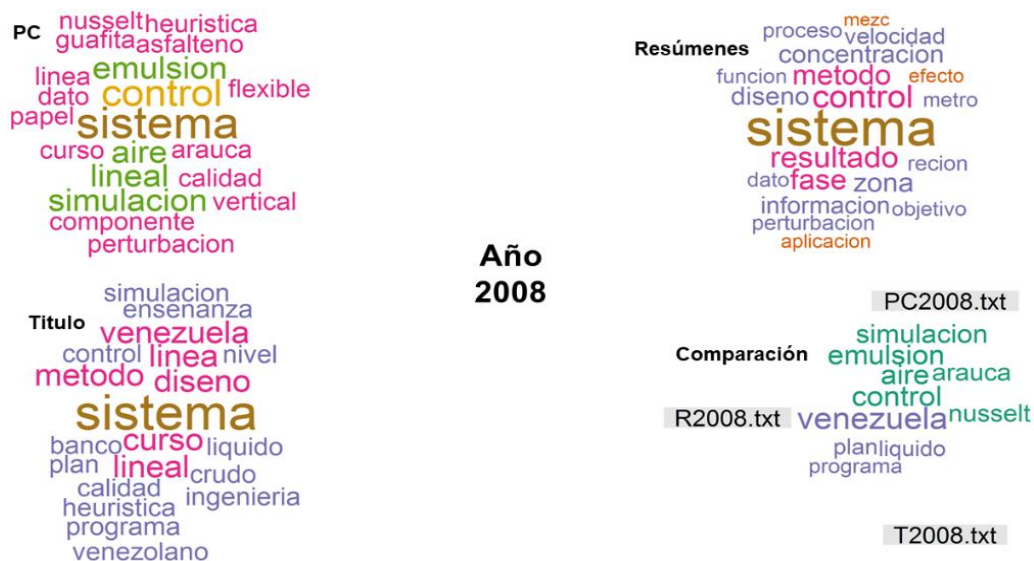 PC
nusselt heuristica
guafita asfalteno
linea emulsion
dato control flexible
papel sistema
curso aire arauca
lineal calidad
simulacion vertical
componente
perturbacion
Resúmenes
mezc
proceso velocidad
concentracion
funcion metodo efecto
diseno control metro
sistema
resultado recion
dato fase zona
informacion objetivo
perturbacion
aplicacion
Año
2008
Titulo
simulacion
ensenanza
venezuela
control linea nivel
metodo diseno
sistema
banco curso liquido
plan lineal crudo
calidad ingenieria
heuristica
programa
venezolano
Comparación
PC2008.txt
simulacion
emulsion
aire arauca
control
R2008.txt venezuela nusselt
plan liquido
programa
T2008.txt